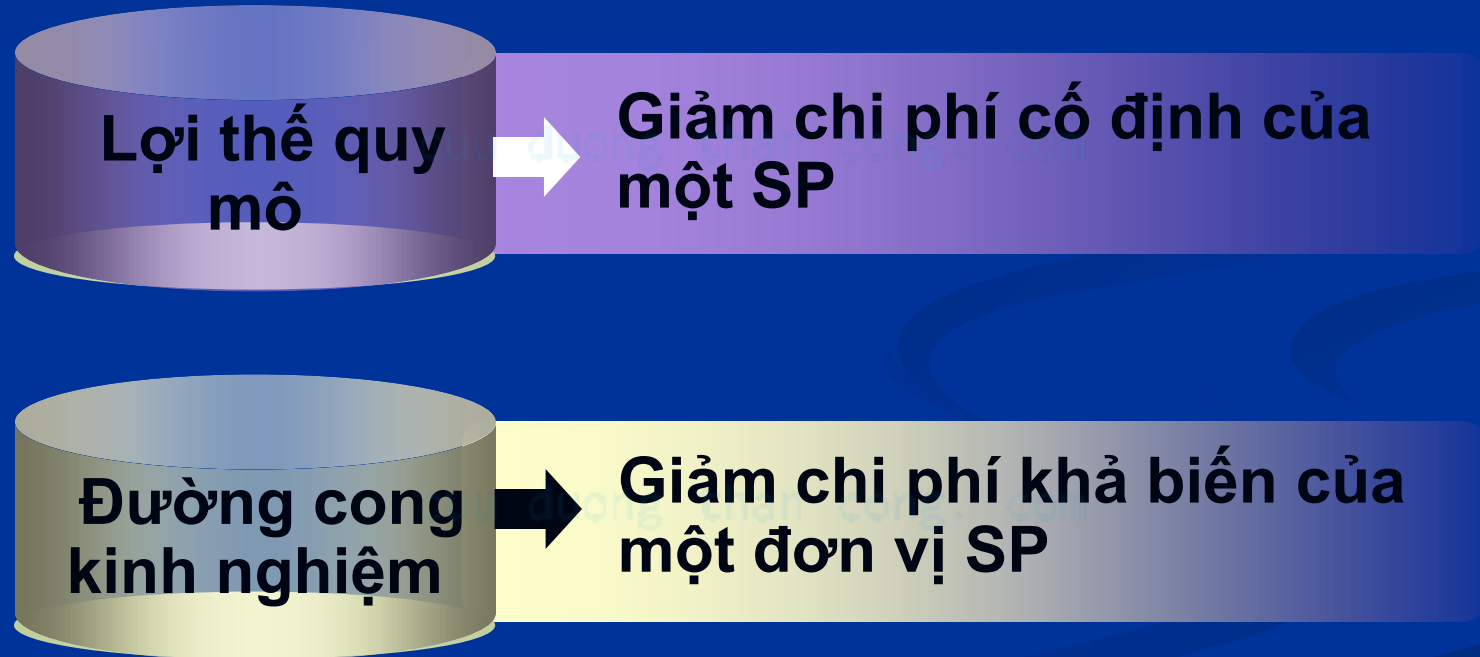 Lợi thế quy
mô
Giảm chi phí cố định của
một SP
Đường cong
kinh nghiệm
Giảm chi phí khả biến của
một đơn vị SP